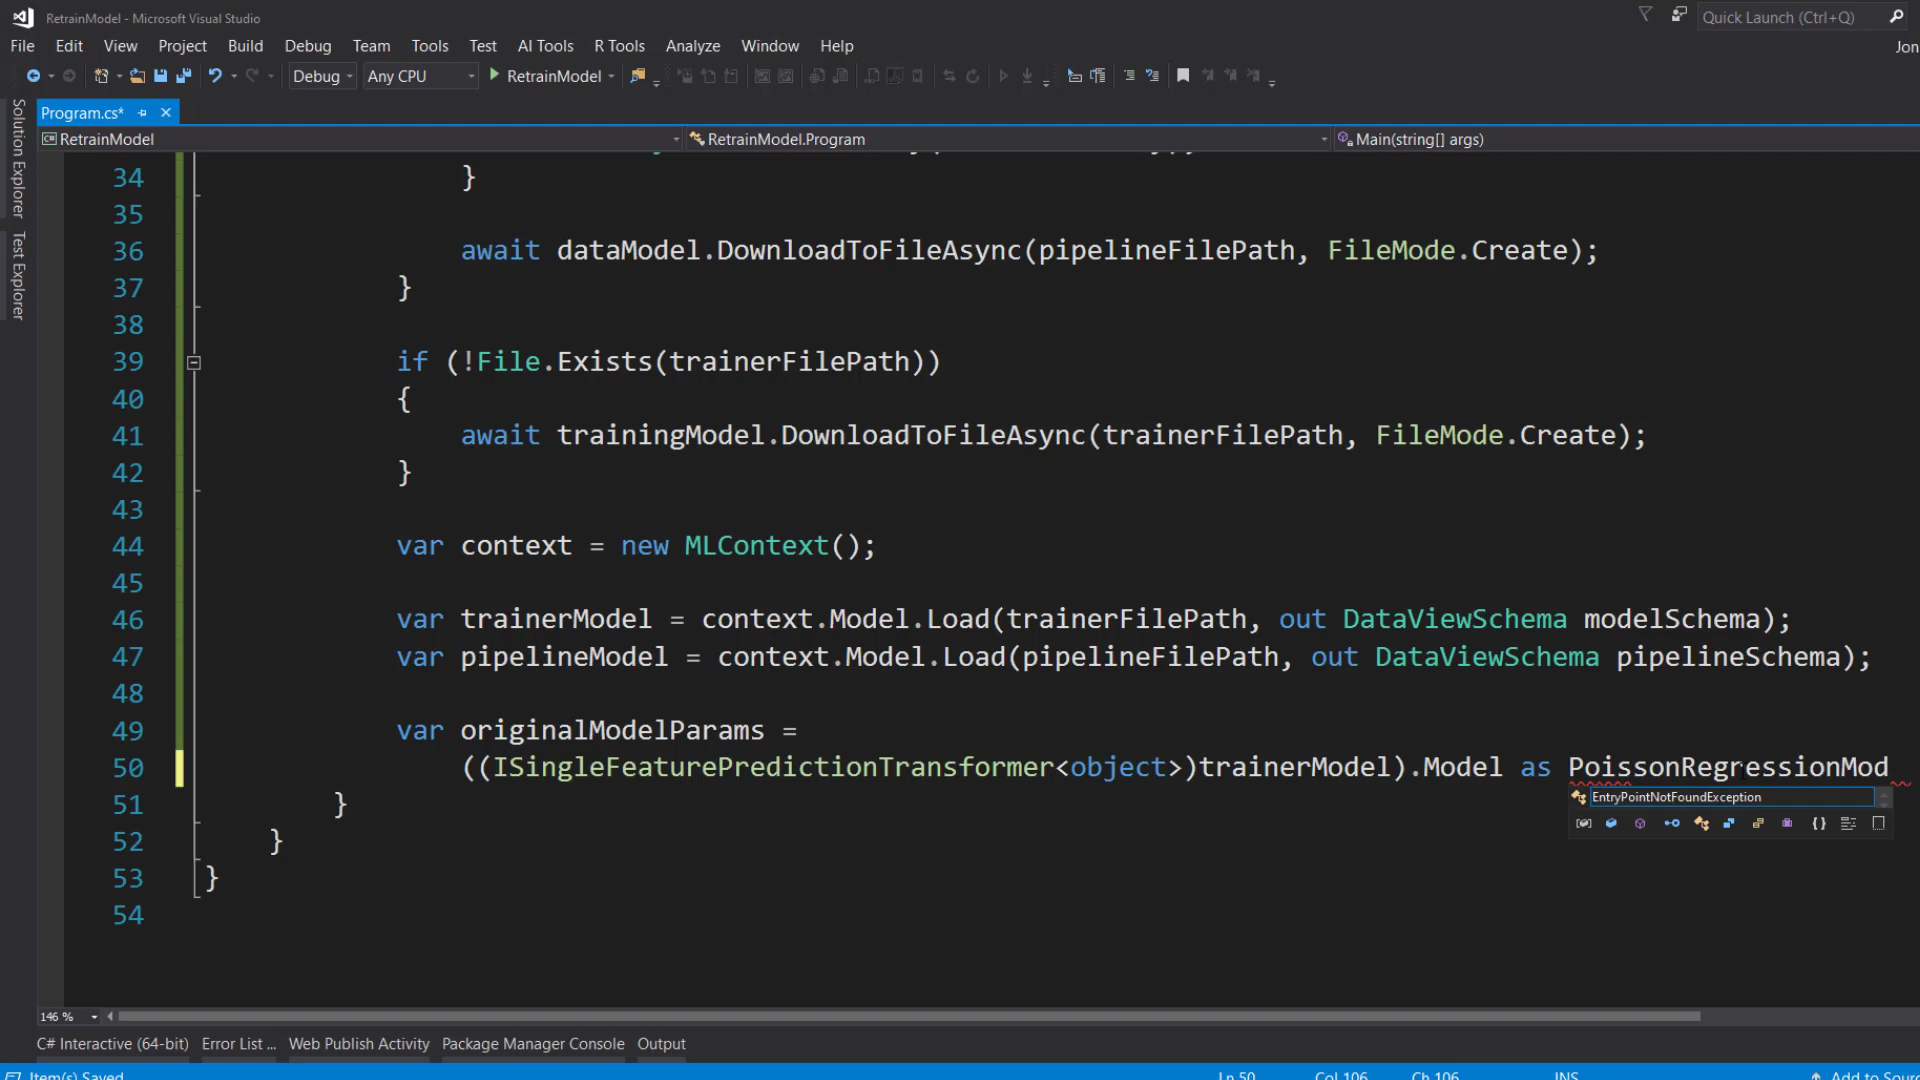 RetrainModel - Microsoft Visual Studio
Quick Launch (Ctrl+Q)
File Edit View Project Build Debug Team Tools Test AI Tools R Tools Analyze Window Help
Jon
Debug Any CPU RetrainModel
Solution Explorer
Test Explorer
Program.cs*
RetrainModel RetrainModel.Program Main(string[] args)
34 }
35
36 await dataModel.DownloadToFileAsync(pipelineFilePath, FileMode.Create);
37 }
38
39 if (!File.Exists(trainerFilePath))
40 {
41 await trainingModel.DownloadToFileAsync(trainerFilePath, FileMode.Create);
42 }
43
44 var context = new MLContext();
45
46 var trainerModel = context.Model.Load(trainerFilePath, out DataViewSchema modelSchema);
47 var pipelineModel = context.Model.Load(pipelineFilePath, out DataViewSchema pipelineSchema);
48
49 var originalModelParams =
50 ((ISingleFeaturePredictionTransformer<object>)trainerModel).Model as PoissonRegressionMod
EntryPointNotFoundException
51 }
52 }
53 }
54
146 %
C# Interactive (64-bit) Error List ... Web Publish Activity Package Manager Console Output
Item(s) Saved Ln 50 Col 106 Ch 106 INS Add to Sour